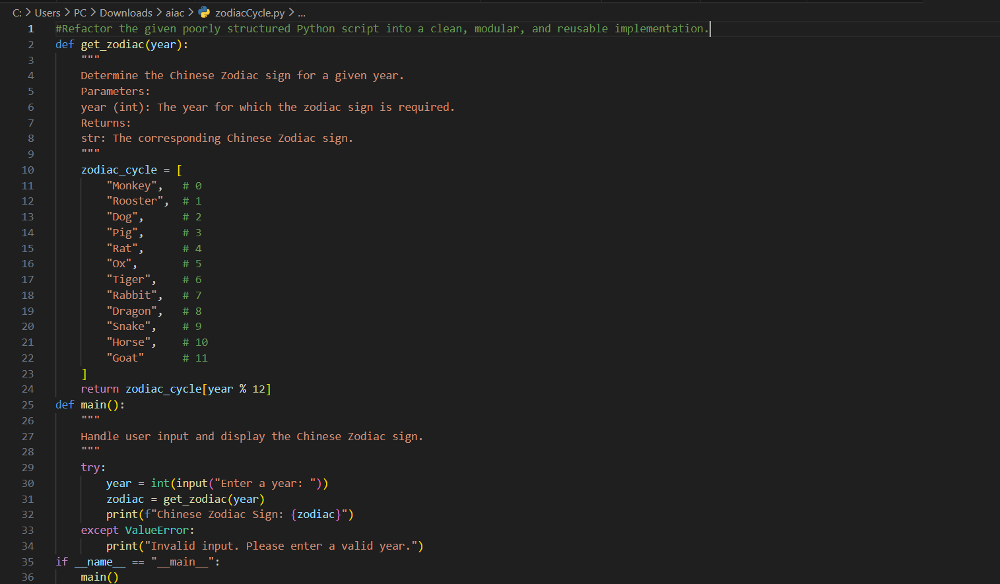 C: > Users > PC > Downloads > aiac > zodiacCycle.py > ...
1 #Refactor the given poorly structured Python script into a clean, modular, and reusable implementation.
2 def get_zodiac(year):
3     """
4     Determine the Chinese Zodiac sign for a given year.
5     Parameters:
6     year (int): The year for which the zodiac sign is required.
7     Returns:
8     str: The corresponding Chinese Zodiac sign.
9     """
10     zodiac_cycle = [
11         "Monkey",   # 0
12         "Rooster",  # 1
13         "Dog",      # 2
14         "Pig",      # 3
15         "Rat",      # 4
16         "Ox",       # 5
17         "Tiger",    # 6
18         "Rabbit",   # 7
19         "Dragon",   # 8
20         "Snake",    # 9
21         "Horse",    # 10
22         "Goat"      # 11
23     ]
24     return zodiac_cycle[year % 12]
25 def main():
26     """
27     Handle user input and display the Chinese Zodiac sign.
28     """
29     try:
30         year = int(input("Enter a year: "))
31         zodiac = get_zodiac(year)
32         print(f"Chinese Zodiac Sign: {zodiac}")
33     except ValueError:
34         print("Invalid input. Please enter a valid year.")
35 if __name__ == "__main__":
36     main()